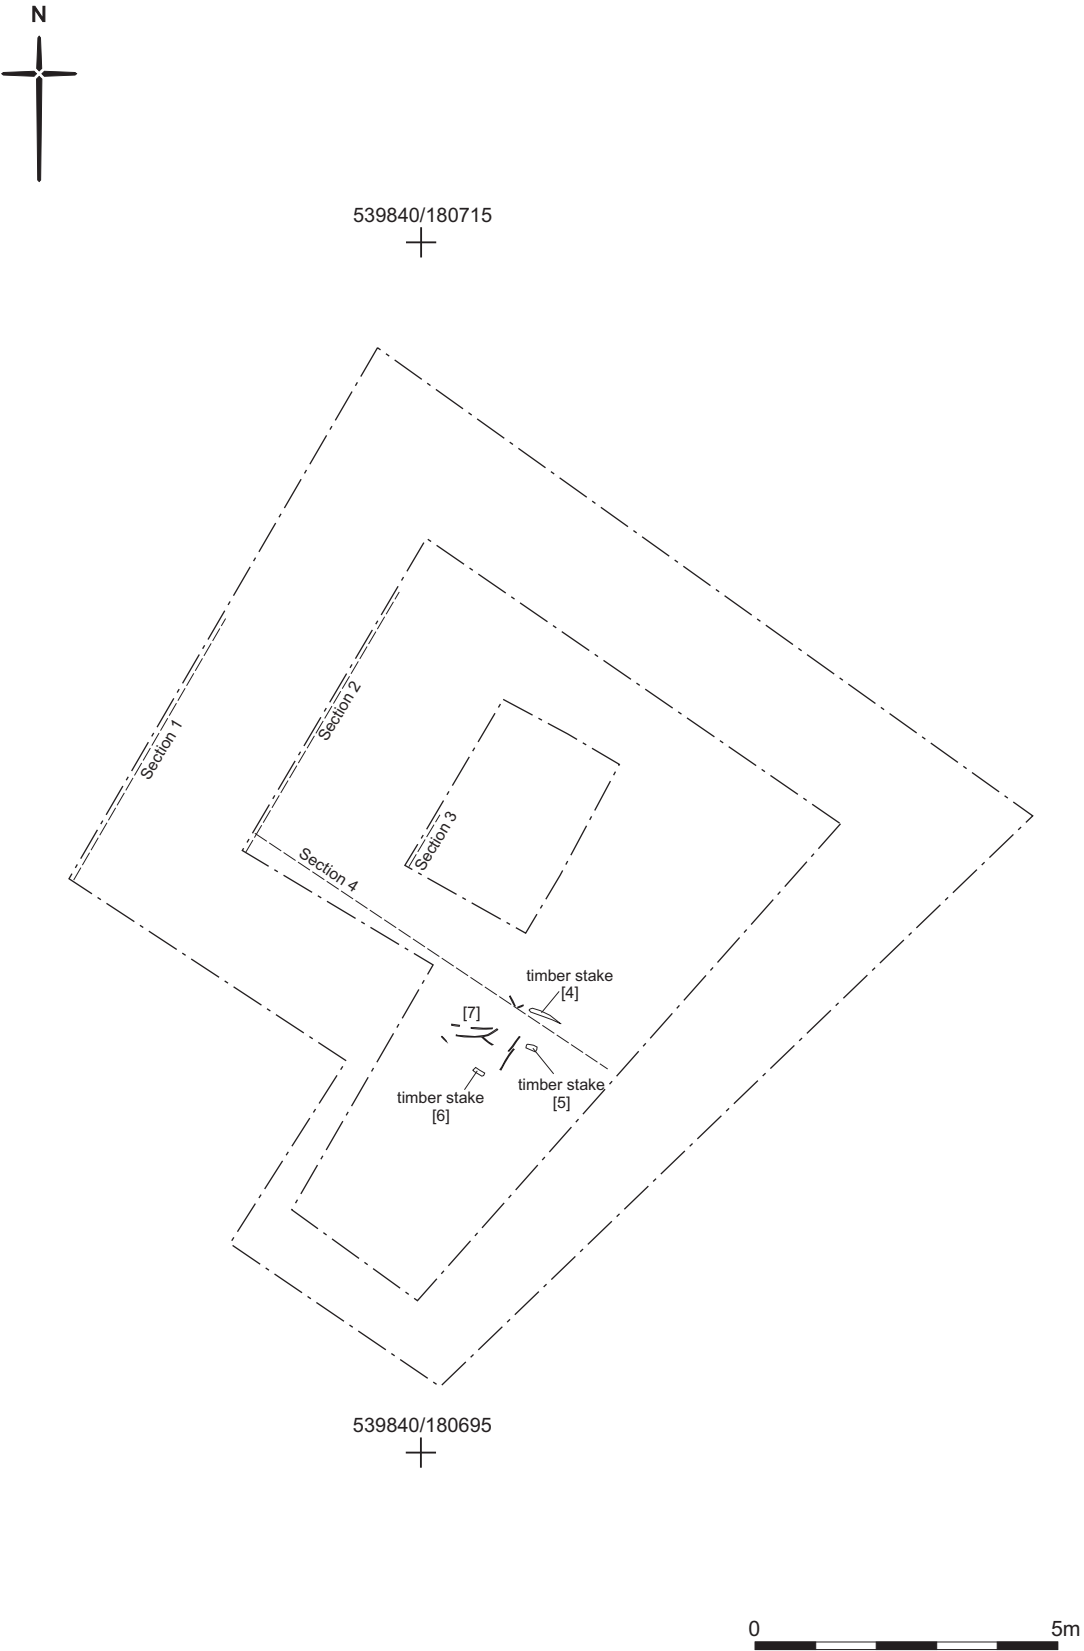 N
539840/180715
Section 1
Section 2
Section 3
Section 4
timber stake
[4]
[7]
timber stake
[5]
timber stake
[6]
539840/180695
0
5m